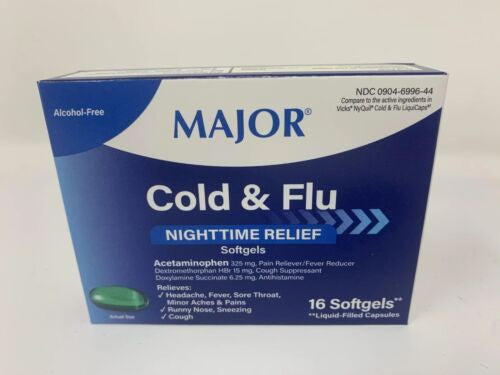 NDC 0904-6996-44
Compare to the active ingredients in
Vicks® NyQuil® Cold & Flu LiquiCaps®†
Alcohol-Free
MAJOR®
Cold & Flu
NIGHTTIME RELIEF
Softgels
Acetaminophen 325 mg, Pain Reliever/Fever Reducer
Dextromethorphan HBr 15 mg, Cough Suppressant
Doxylamine Succinate 6.25 mg, Antihistamine
Relieves:
✓ Headache, Fever, Sore Throat,
Minor Aches & Pains
✓ Runny Nose, Sneezing
✓ Cough
Actual Size
16 Softgels**
**Liquid-Filled Capsules